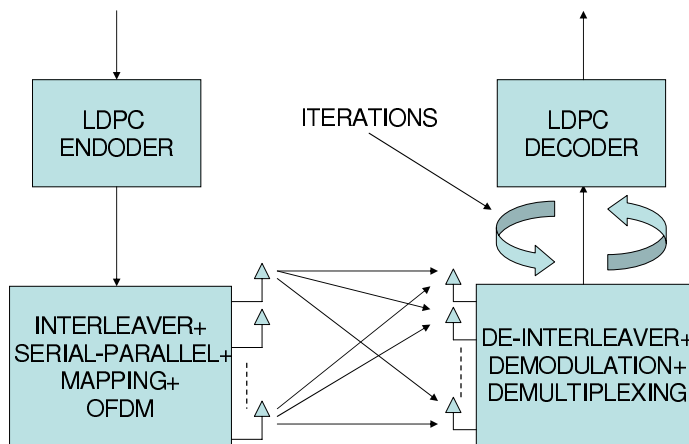 LDPC
ENDODER
ITERATIONS
LDPC
DECODER
INTERLEAVER+
SERIAL-PARALLEL+
MAPPING+
OFDM
DE-INTERLEAVER+
DEMODULATION+
DEMULTIPLEXING